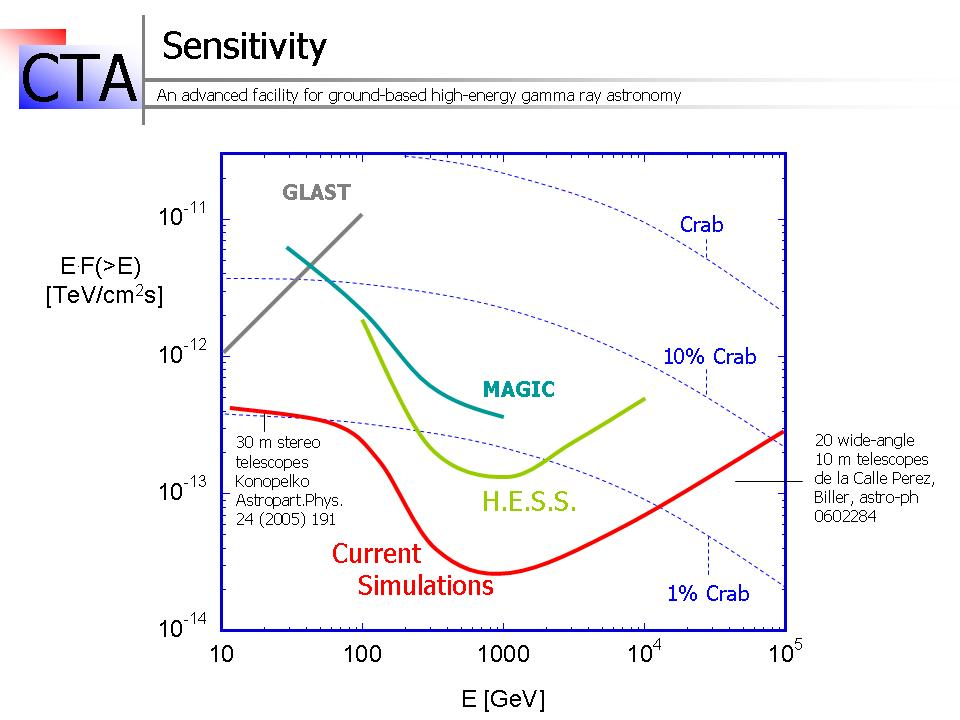 CTA
Sensitivity
An advanced facility for ground-based high-energy gamma ray astronomy
GLAST
10⁻¹¹
Crab
E·F(>E)
[TeV/cm²s]
10⁻¹²
10% Crab
MAGIC
30 m stereo
telescopes
Konopelko
Astropart.Phys.
24 (2005) 191
20 wide-angle
10 m telescopes
de la Calle Perez,
Biller, astro-ph
0602284
10⁻¹³
H.E.S.S.
Current
Simulations
1% Crab
10⁻¹⁴
10 100 1000 10⁴ 10⁵
E [GeV]